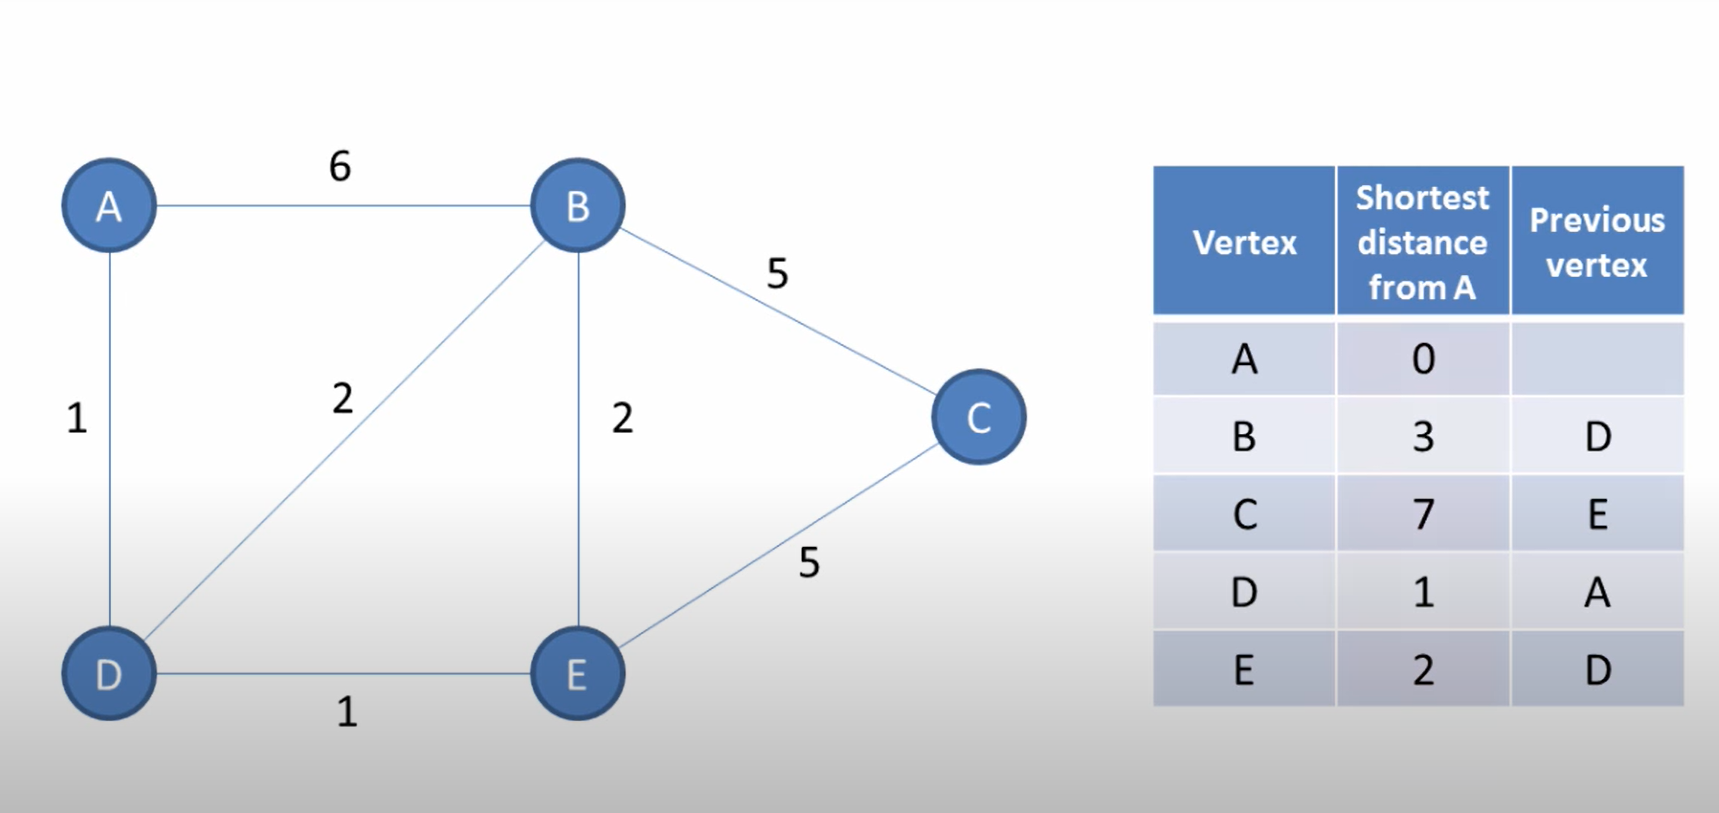 6
A
B
5
1
2
2
C
5
D
E
1
Vertex
Shortest
distance
from A
Previous
vertex
A 0
B 3 D
C 7 E
D 1 A
E 2 D